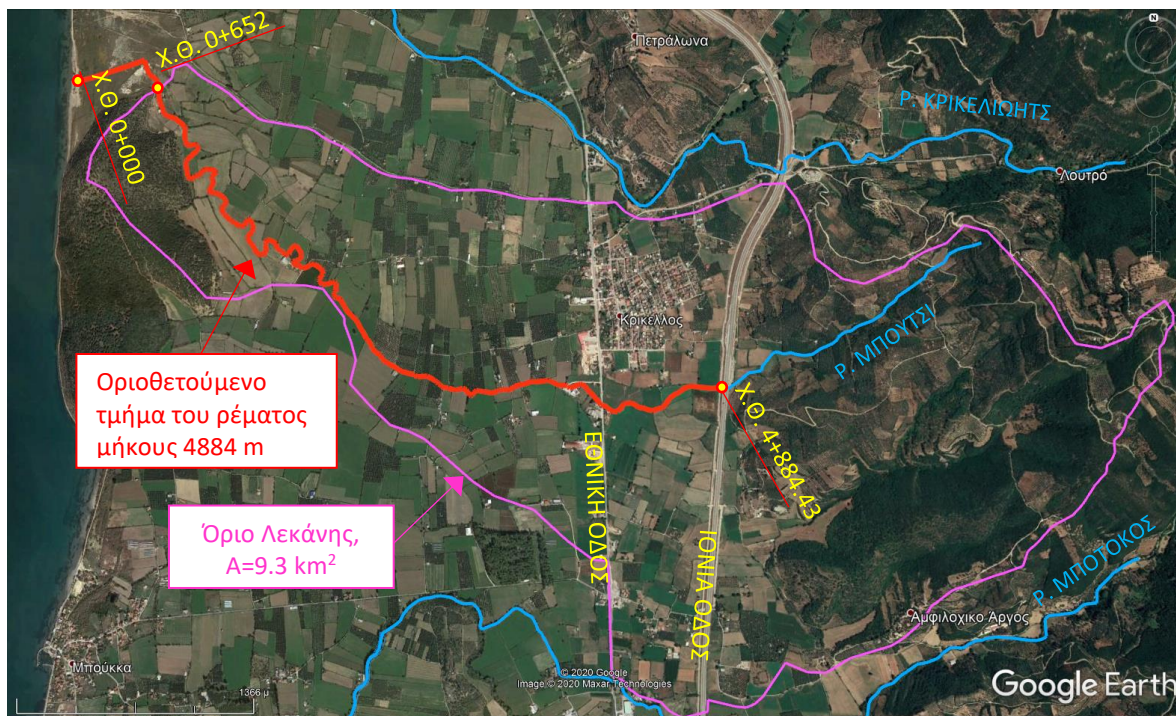 Πετράλωνα
N
Χ.Θ. 0+652
Χ.Θ. 0+000
Ρ. ΚΡΙΚΕΛΙΩΗΤΣ
Λουτρό
Κρίκελλος
Ρ. ΜΠΟΥΤΣΙ
Οριοθετούμενο
τμήμα του ρέματος
μήκους 4884 m
Χ.Θ. 4+884.43
Όριο Λεκάνης,
A=9.3 km²
ΕΘΝΙΚΗ ΟΔΟΣ
ΙΟΝΙΑ ΟΔΟΣ
Ρ. ΜΠΟΤΟΚΟΣ
Αμφιλοχικο Άργος
Μπούκκα
© 2020 Google
Image © 2020 Maxar Technologies
1366 μ
Google Earth